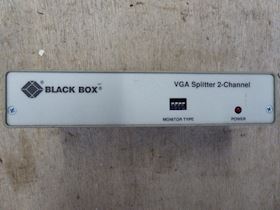 BLACK BOX®
VGA Splitter 2-Channel
MONITOR TYPE
POWER